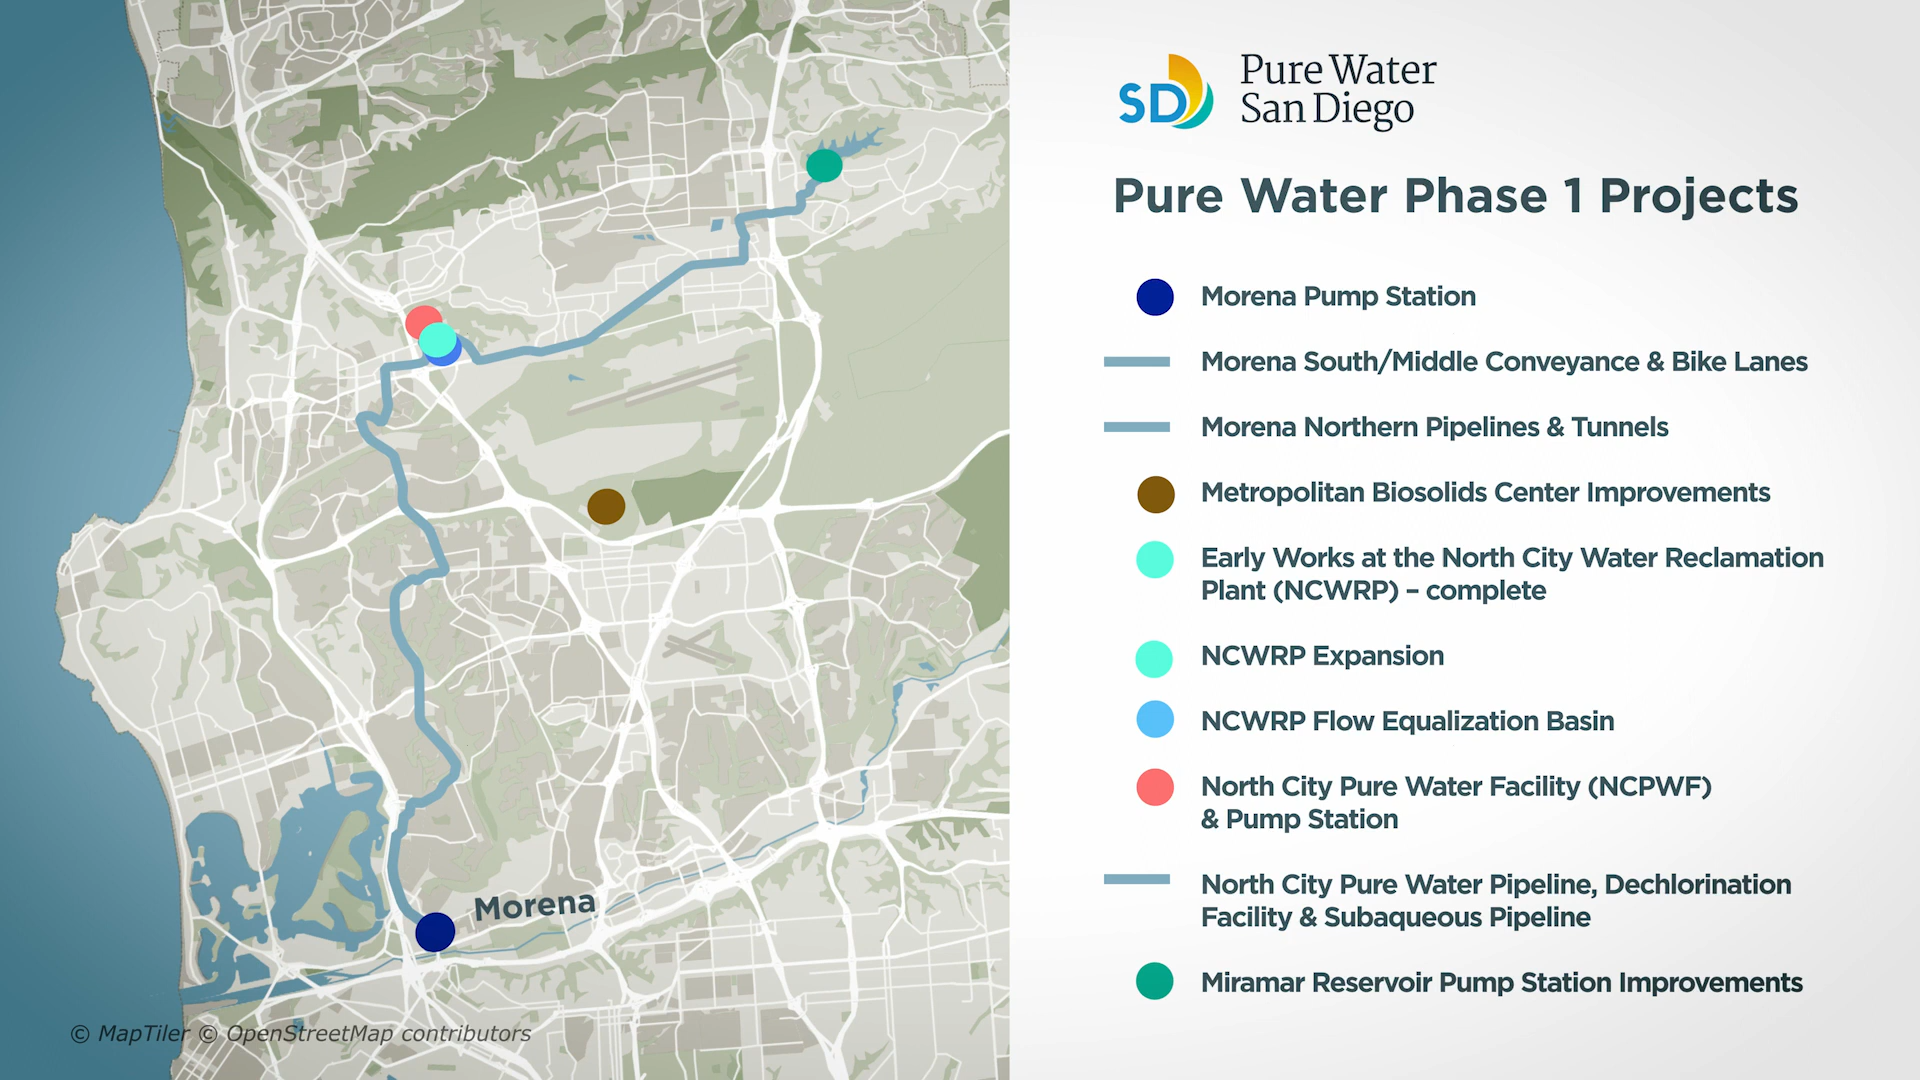 SD
Pure Water
San Diego
Pure Water Phase 1 Projects
Morena Pump Station
Morena South/Middle Conveyance & Bike Lanes
Morena Northern Pipelines & Tunnels
Metropolitan Biosolids Center Improvements
Early Works at the North City Water Reclamation
Plant (NCWRP) – complete
NCWRP Expansion
NCWRP Flow Equalization Basin
North City Pure Water Facility (NCPWF)
& Pump Station
North City Pure Water Pipeline, Dechlorination
Facility & Subaqueous Pipeline
Miramar Reservoir Pump Station Improvements
Morena
© MapTiler © OpenStreetMap contributors